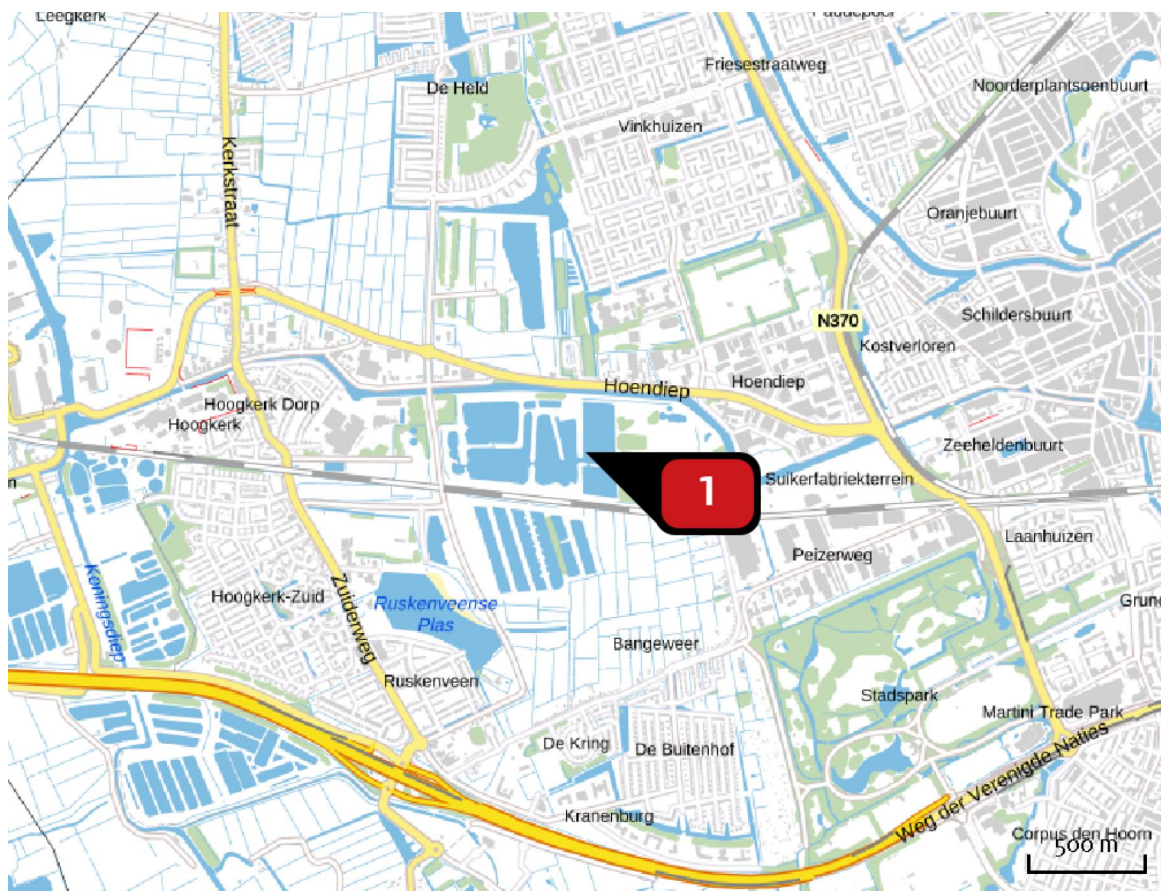 Leegkerk
Paddepoel
De Held
Friesestraatweg
Noorderplantsoenbuurt
Vinkhuizen
Kerkstraat
Oranjebuurt
N370
Schildersbuurt
Kostverloren
Hoendiep
Hoendiep
Hoogkerk Dorp
Hoogkerk
Zeeheldenbuurt
1
Suikerfabriekterrein
Laanhuizen
Peizerweg
Koningsdiep
Hoogkerk-Zuid
Zuiderweg
Ruskenveense
Plas
Bangeweer
Ruskenveen
Stadspark
Martini Trade Park
De Kring
De Buitenhof
Weg der Verenigde Naties
Kranenburg
Corpus den Hoorn
500 m